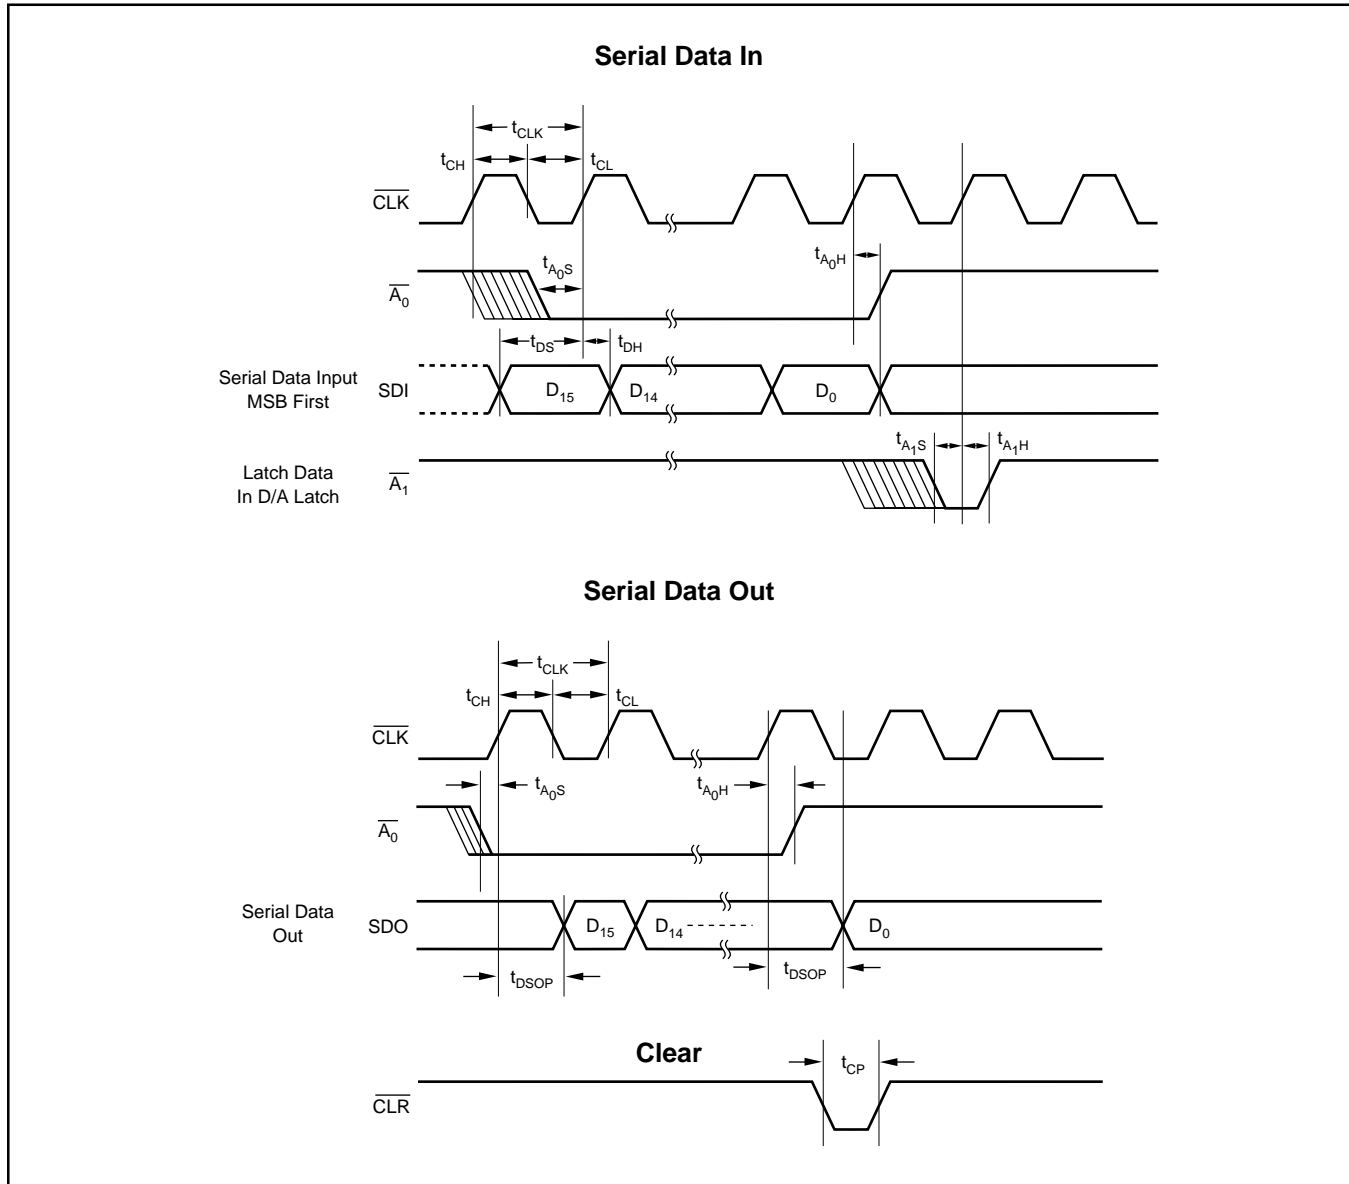 Serial Data In
tCLK
tCH
tCL
CLK
tA0S
tA0H
A0
tDS
tDH
Serial Data Input
MSB First
SDI
D15
D14
D0
tA1S
tA1H
Latch Data
In D/A Latch
A1
Serial Data Out
tCLK
tCH
tCL
CLK
tA0S
tA0H
A0
Serial Data
Out
SDO
D15
D14
D0
tDSOP
tDSOP
Clear
tCP
CLR